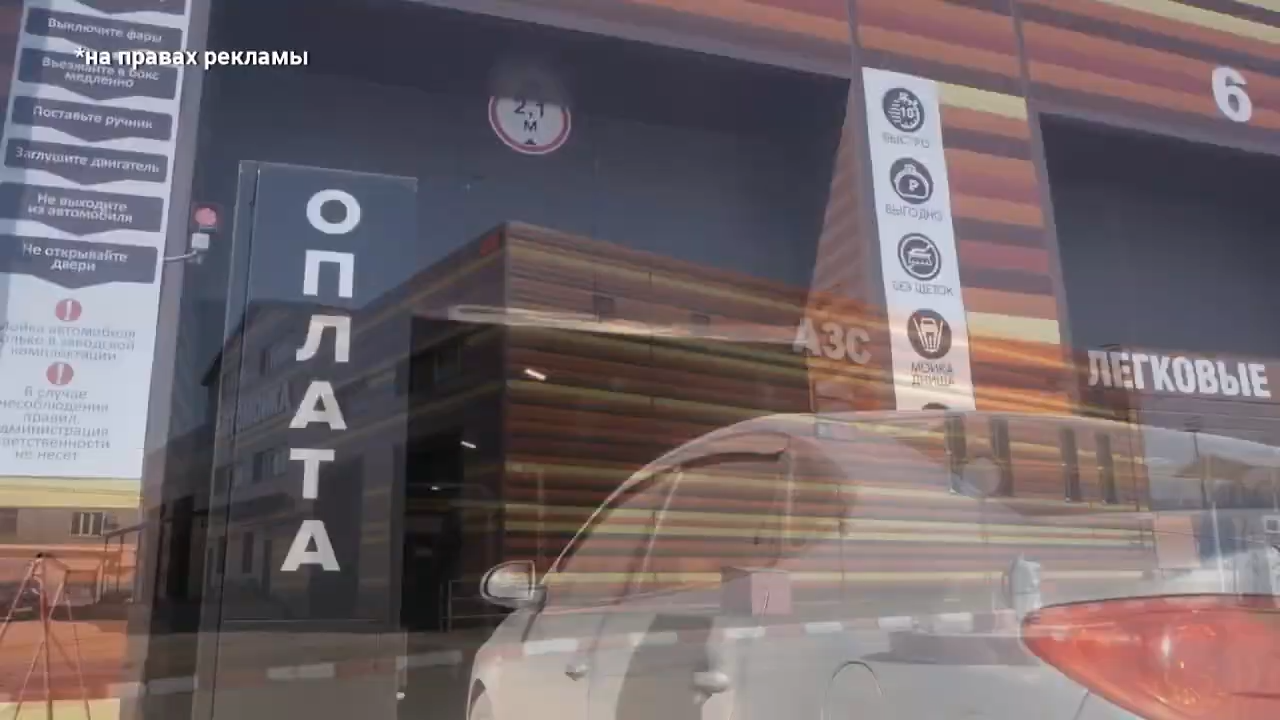 *на правах рекламы
Выключите фары
Въезжайте в бокс
медленно
Поставьте ручник
Заглушите двигатель
Не выходите
из автомобиля
Не открывайте
двери
Мойка автомобиля
только в заводской
комплектации
В случае
несоблюдения
правил,
администрация
ответственности
не несет
ОПЛАТА
2,1
М
10
БЫСТРО
₽
ВЫГОДНО
БЕЗ ЩЕТОК
МОЙКА
ДНИЩА
АЗС
6
ЛЕГКОВЫЕ